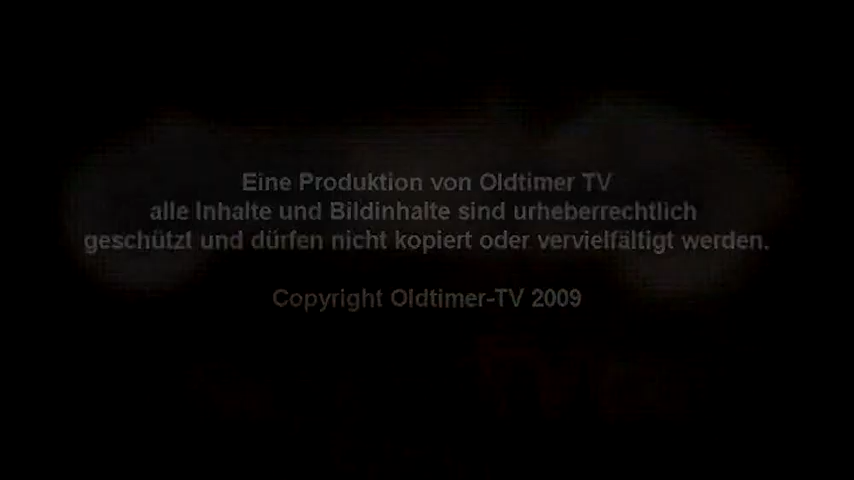 Eine Produktion von Oldtimer TV
alle Inhalte und Bildinhalte sind urheberrechtlich
geschützt und dürfen nicht kopiert oder vervielfältigt werden.
Copyright Oldtimer-TV 2009